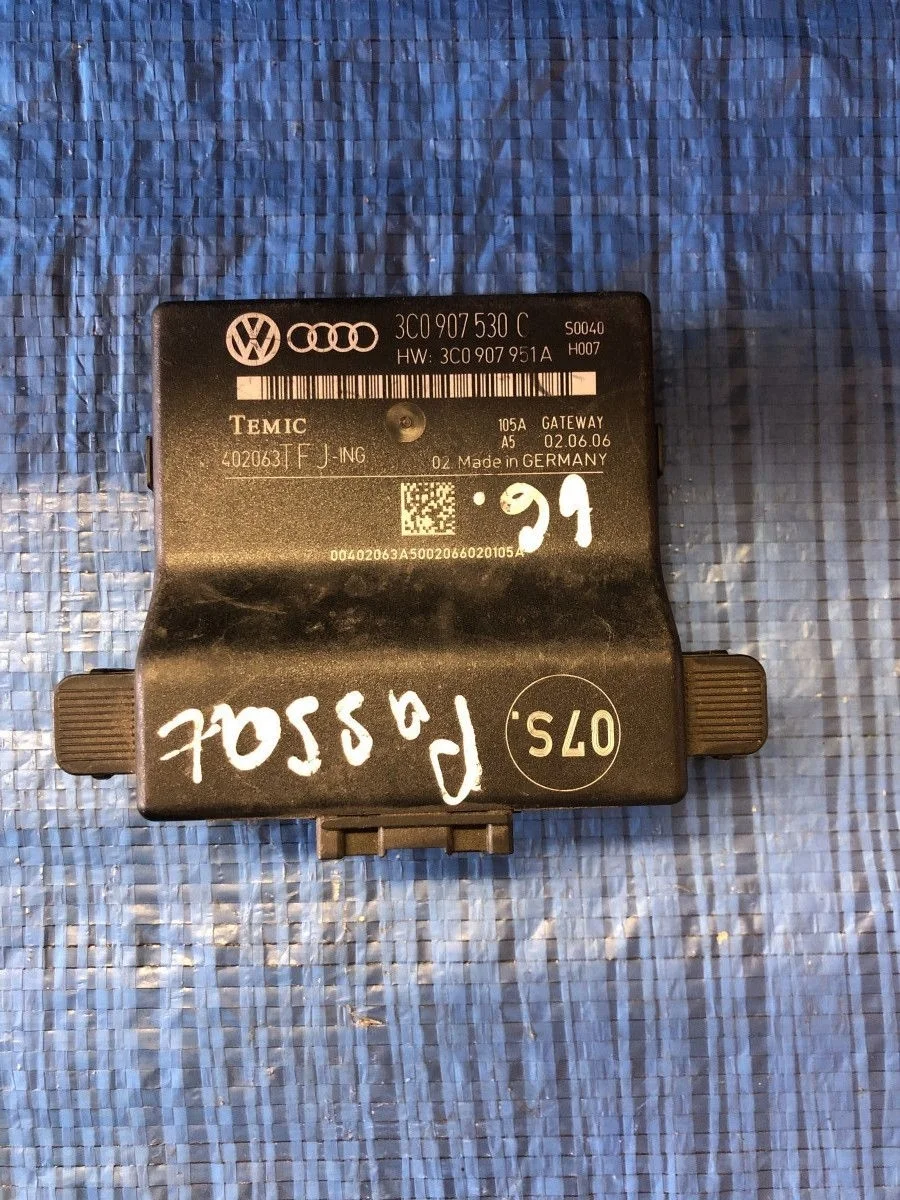 3C0 907 530 C
S0040
HW: 3C0 907 951 A
H007
TEMIC
105A GATEWAY
A5 02.06.06
402063TFJ-ING
02 Made in GERMANY
00402063A5002066020105A
07S.
Passat